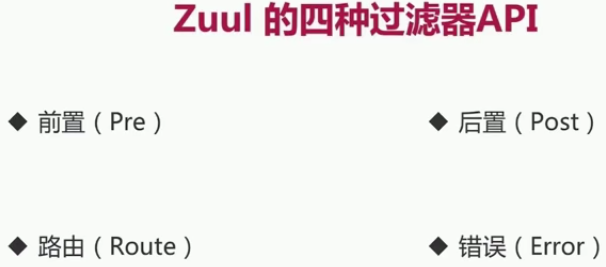 Zuul 的四种过滤器API
◆ 前置（Pre）
◆ 后置（Post）
◆ 路由（Route）
◆ 错误（Error）